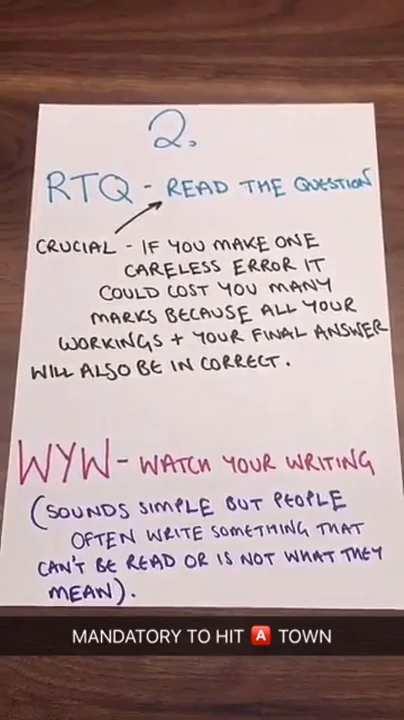 2.
RTQ - READ THE QUESTION
CRUCIAL - IF YOU MAKE ONE
CARELESS ERROR IT
COULD COST YOU MANY
MARKS BECAUSE ALL YOUR
WORKINGS + YOUR FINAL ANSWER
WILL ALSO BE IN CORRECT.
WYW - WATCH YOUR WRITING
(SOUNDS SIMPLE BUT PEOPLE
OFTEN WRITE SOMETHING THAT
CAN'T BE READ OR IS NOT WHAT THEY
MEAN).
MANDATORY TO HIT 🅰️ TOWN